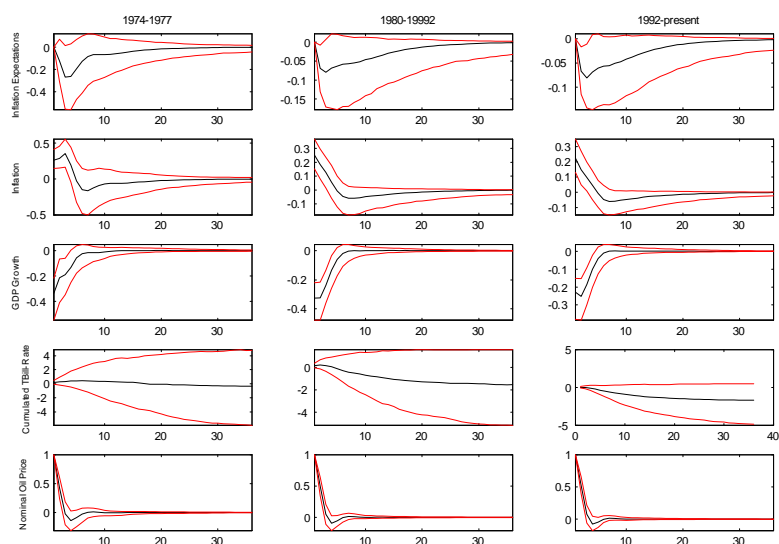 1974-1977 1980-19992 1992-present
Inflation Expectations
0
-0.2
-0.4
10 20 30
0
-0.05
-0.1
-0.15
10 20 30
0
-0.05
-0.1
10 20 30
Inflation
0.5
0
-0.5
10 20 30
0.3
0.2
0.1
0
-0.1
10 20 30
0.3
0.2
0.1
0
-0.1
10 20 30
GDP Growth
0
-0.2
-0.4
10 20 30
0
-0.2
-0.4
10 20 30
0
-0.1
-0.2
-0.3
10 20 30
Cumulated TBill-Rate
4
2
0
-2
-4
10 20 30
0
-2
-4
10 20 30
5
0
-5
0 10 20 30 40
Nominal Oil Price
1
0.5
0
10 20 30
1
0.5
0
10 20 30
1
0.5
0
10 20 30